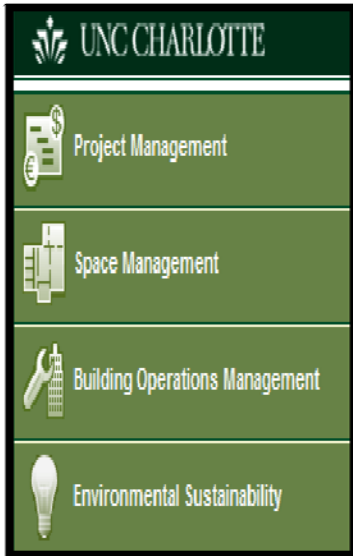 UNC CHARLOTTE
$
€
Project Management
Space Management
Building Operations Management
Environmental Sustainability